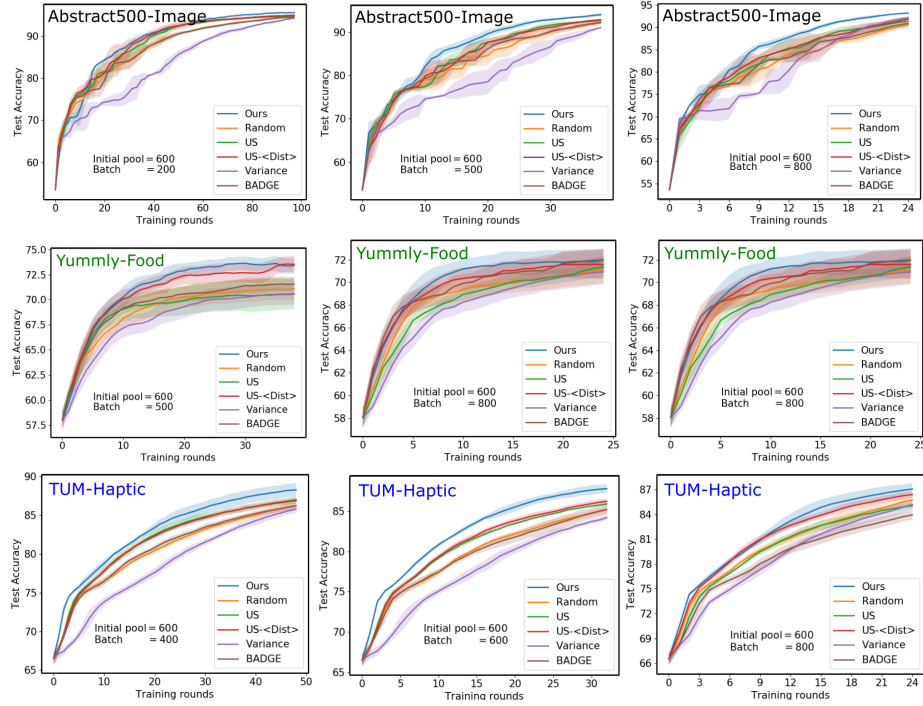 Abstract500-Image
Test Accuracy
90
80
70
60
Ours
Random
US
US-<Dist>
Variance
BADGE
Initial pool = 600
Batch = 200
0 20 40 60 80 100
Training rounds
Abstract500-Image
Test Accuracy
90
80
70
60
Ours
Random
US
US-<Dist>
Variance
BADGE
Initial pool = 600
Batch = 500
0 10 20 30
Training rounds
Abstract500-Image
Test Accuracy
95
90
85
80
75
70
65
55
Ours
Random
US
US-<Dist>
Variance
BADGE
Initial pool = 600
Batch = 800
0 3 6 9 12 15 18 21 24
Training rounds
Yummly-Food
Test Accuracy
75.0
72.5
70.0
67.5
65.0
62.5
60.0
57.5
Ours
Random
US
US-<Dist>
Variance
BADGE
Initial pool = 600
Batch = 500
0 10 20 30
Training rounds
Yummly-Food
Test Accuracy
72
70
68
66
64
62
60
58
Ours
Random
US
US-<Dist>
Variance
BADGE
Initial pool = 600
Batch = 800
0 5 10 15 20 25
Training rounds
Yummly-Food
Test Accuracy
72
70
68
66
64
62
60
58
Ours
Random
US
US-<Dist>
Variance
BADGE
Initial pool = 600
Batch = 800
0 5 10 15 20 25
Training rounds
TUM-Haptic
Test Accuracy
90
85
80
75
70
65
Ours
Random
US
US-<Dist>
Variance
BADGE
Initial pool = 600
Batch = 400
0 10 20 30 40 50
Training rounds
TUM-Haptic
Test Accuracy
85
80
75
70
65
Ours
Random
US
US-<Dist>
Variance
BADGE
Initial pool = 600
Batch = 600
0 5 10 15 20 25 30
Training rounds
TUM-Haptic
Test Accuracy
87
84
81
78
75
72
69
66
Ours
Random
US
US-<Dist>
Variance
BADGE
Initial pool = 600
Batch = 800
0 3 6 9 12 15 18 21 24
Training rounds